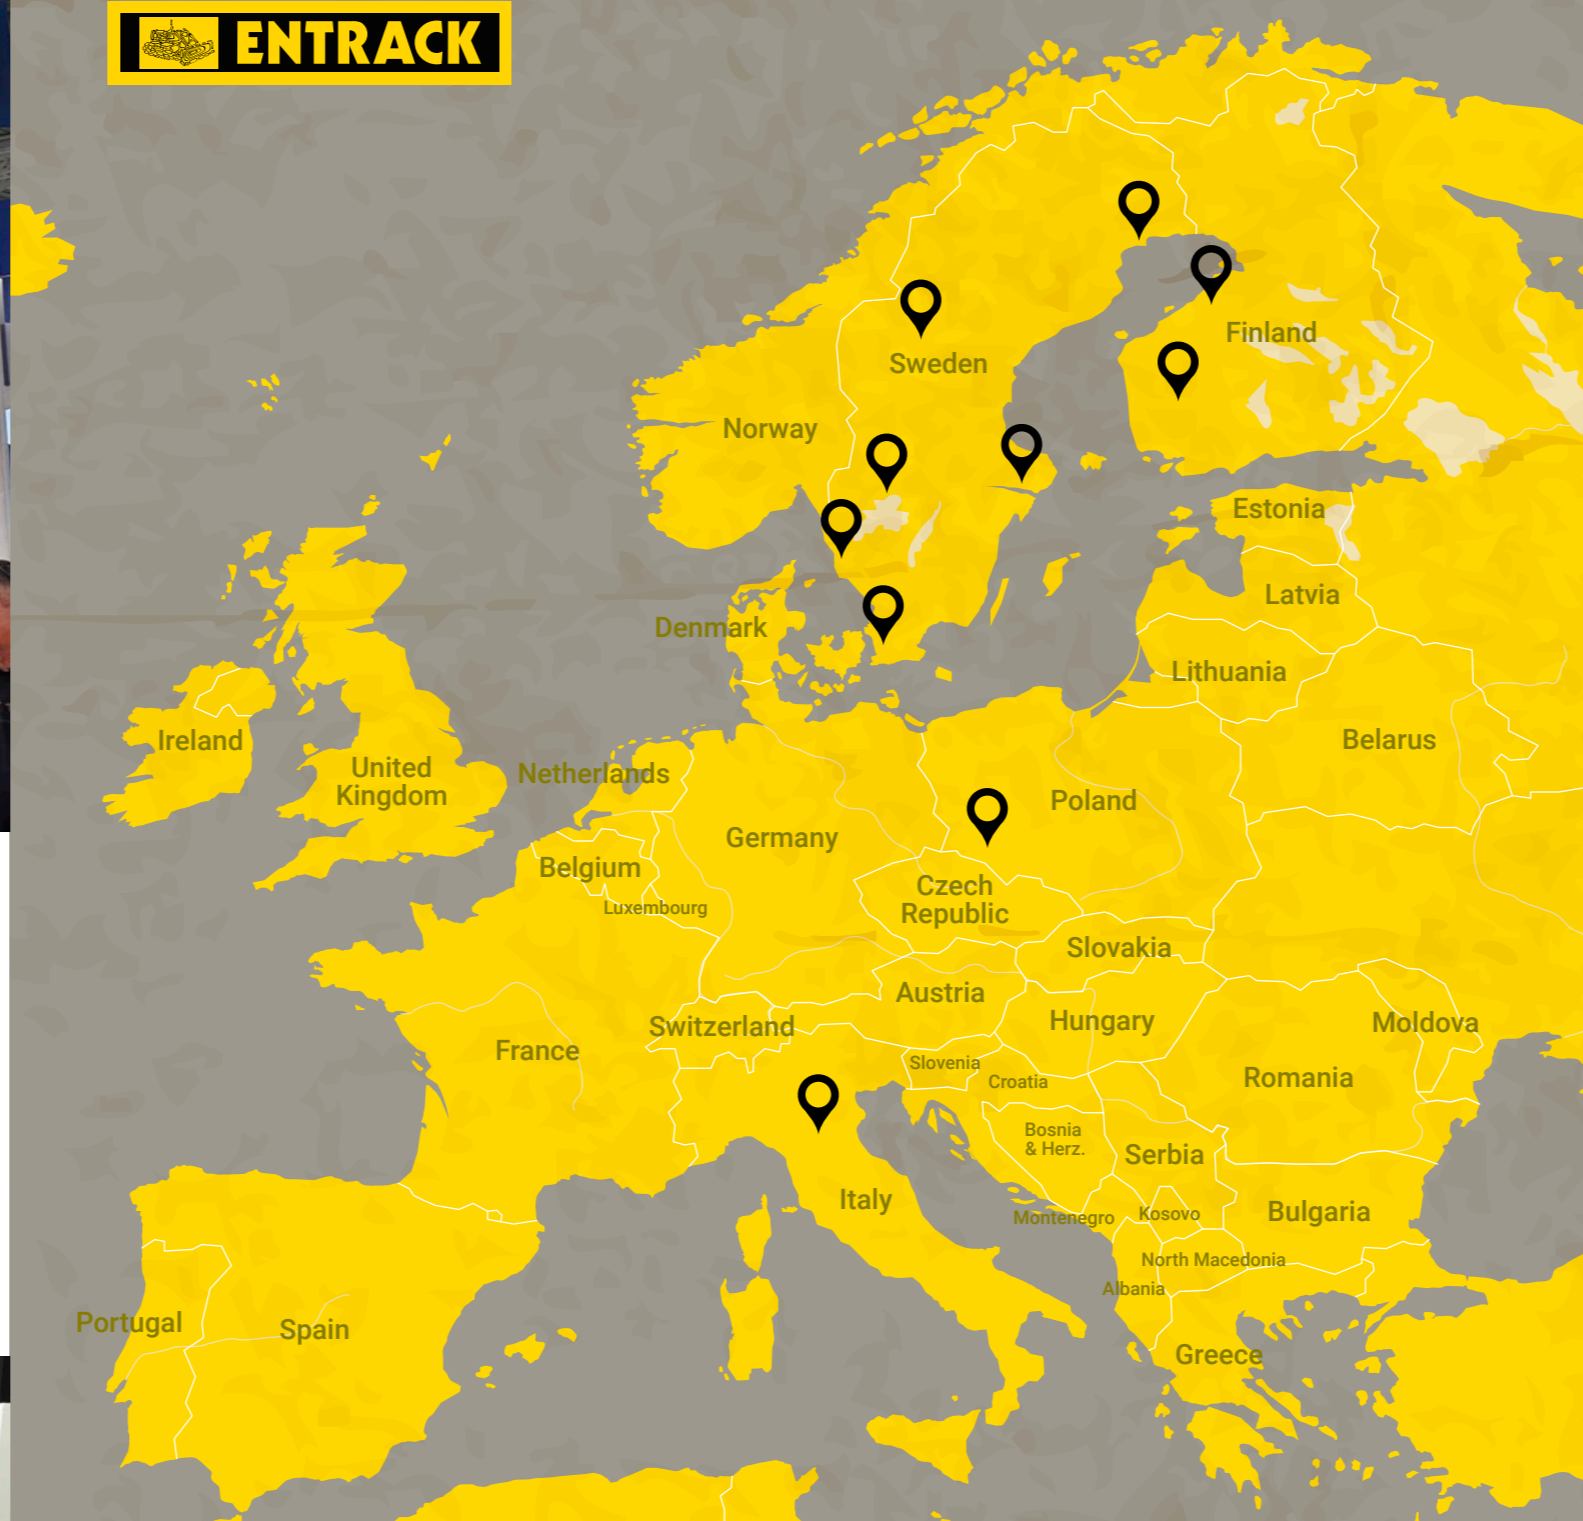 ENTRACK
Finland
Sweden
Norway
Estonia
Latvia
Denmark
Lithuania
Ireland
Belarus
United
Kingdom
Netherlands
Poland
Germany
Belgium
Czech
Republic
Luxembourg
Slovakia
Austria
Switzerland
Hungary
Moldova
France
Slovenia
Croatia
Romania
Bosnia
& Herz.
Serbia
Italy
Montenegro
Kosovo
Bulgaria
North Macedonia
Albania
Portugal
Spain
Greece